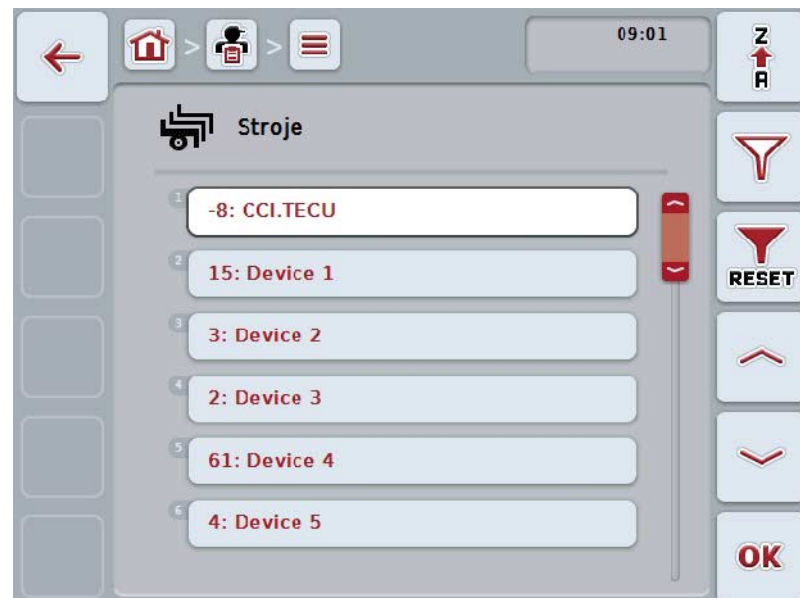 09:01
Z
A
Stroje
1
-8: CCI.TECU
2
15: Device 1
RESET
3
3: Device 2
4
2: Device 3
5
61: Device 4
6
4: Device 5
OK